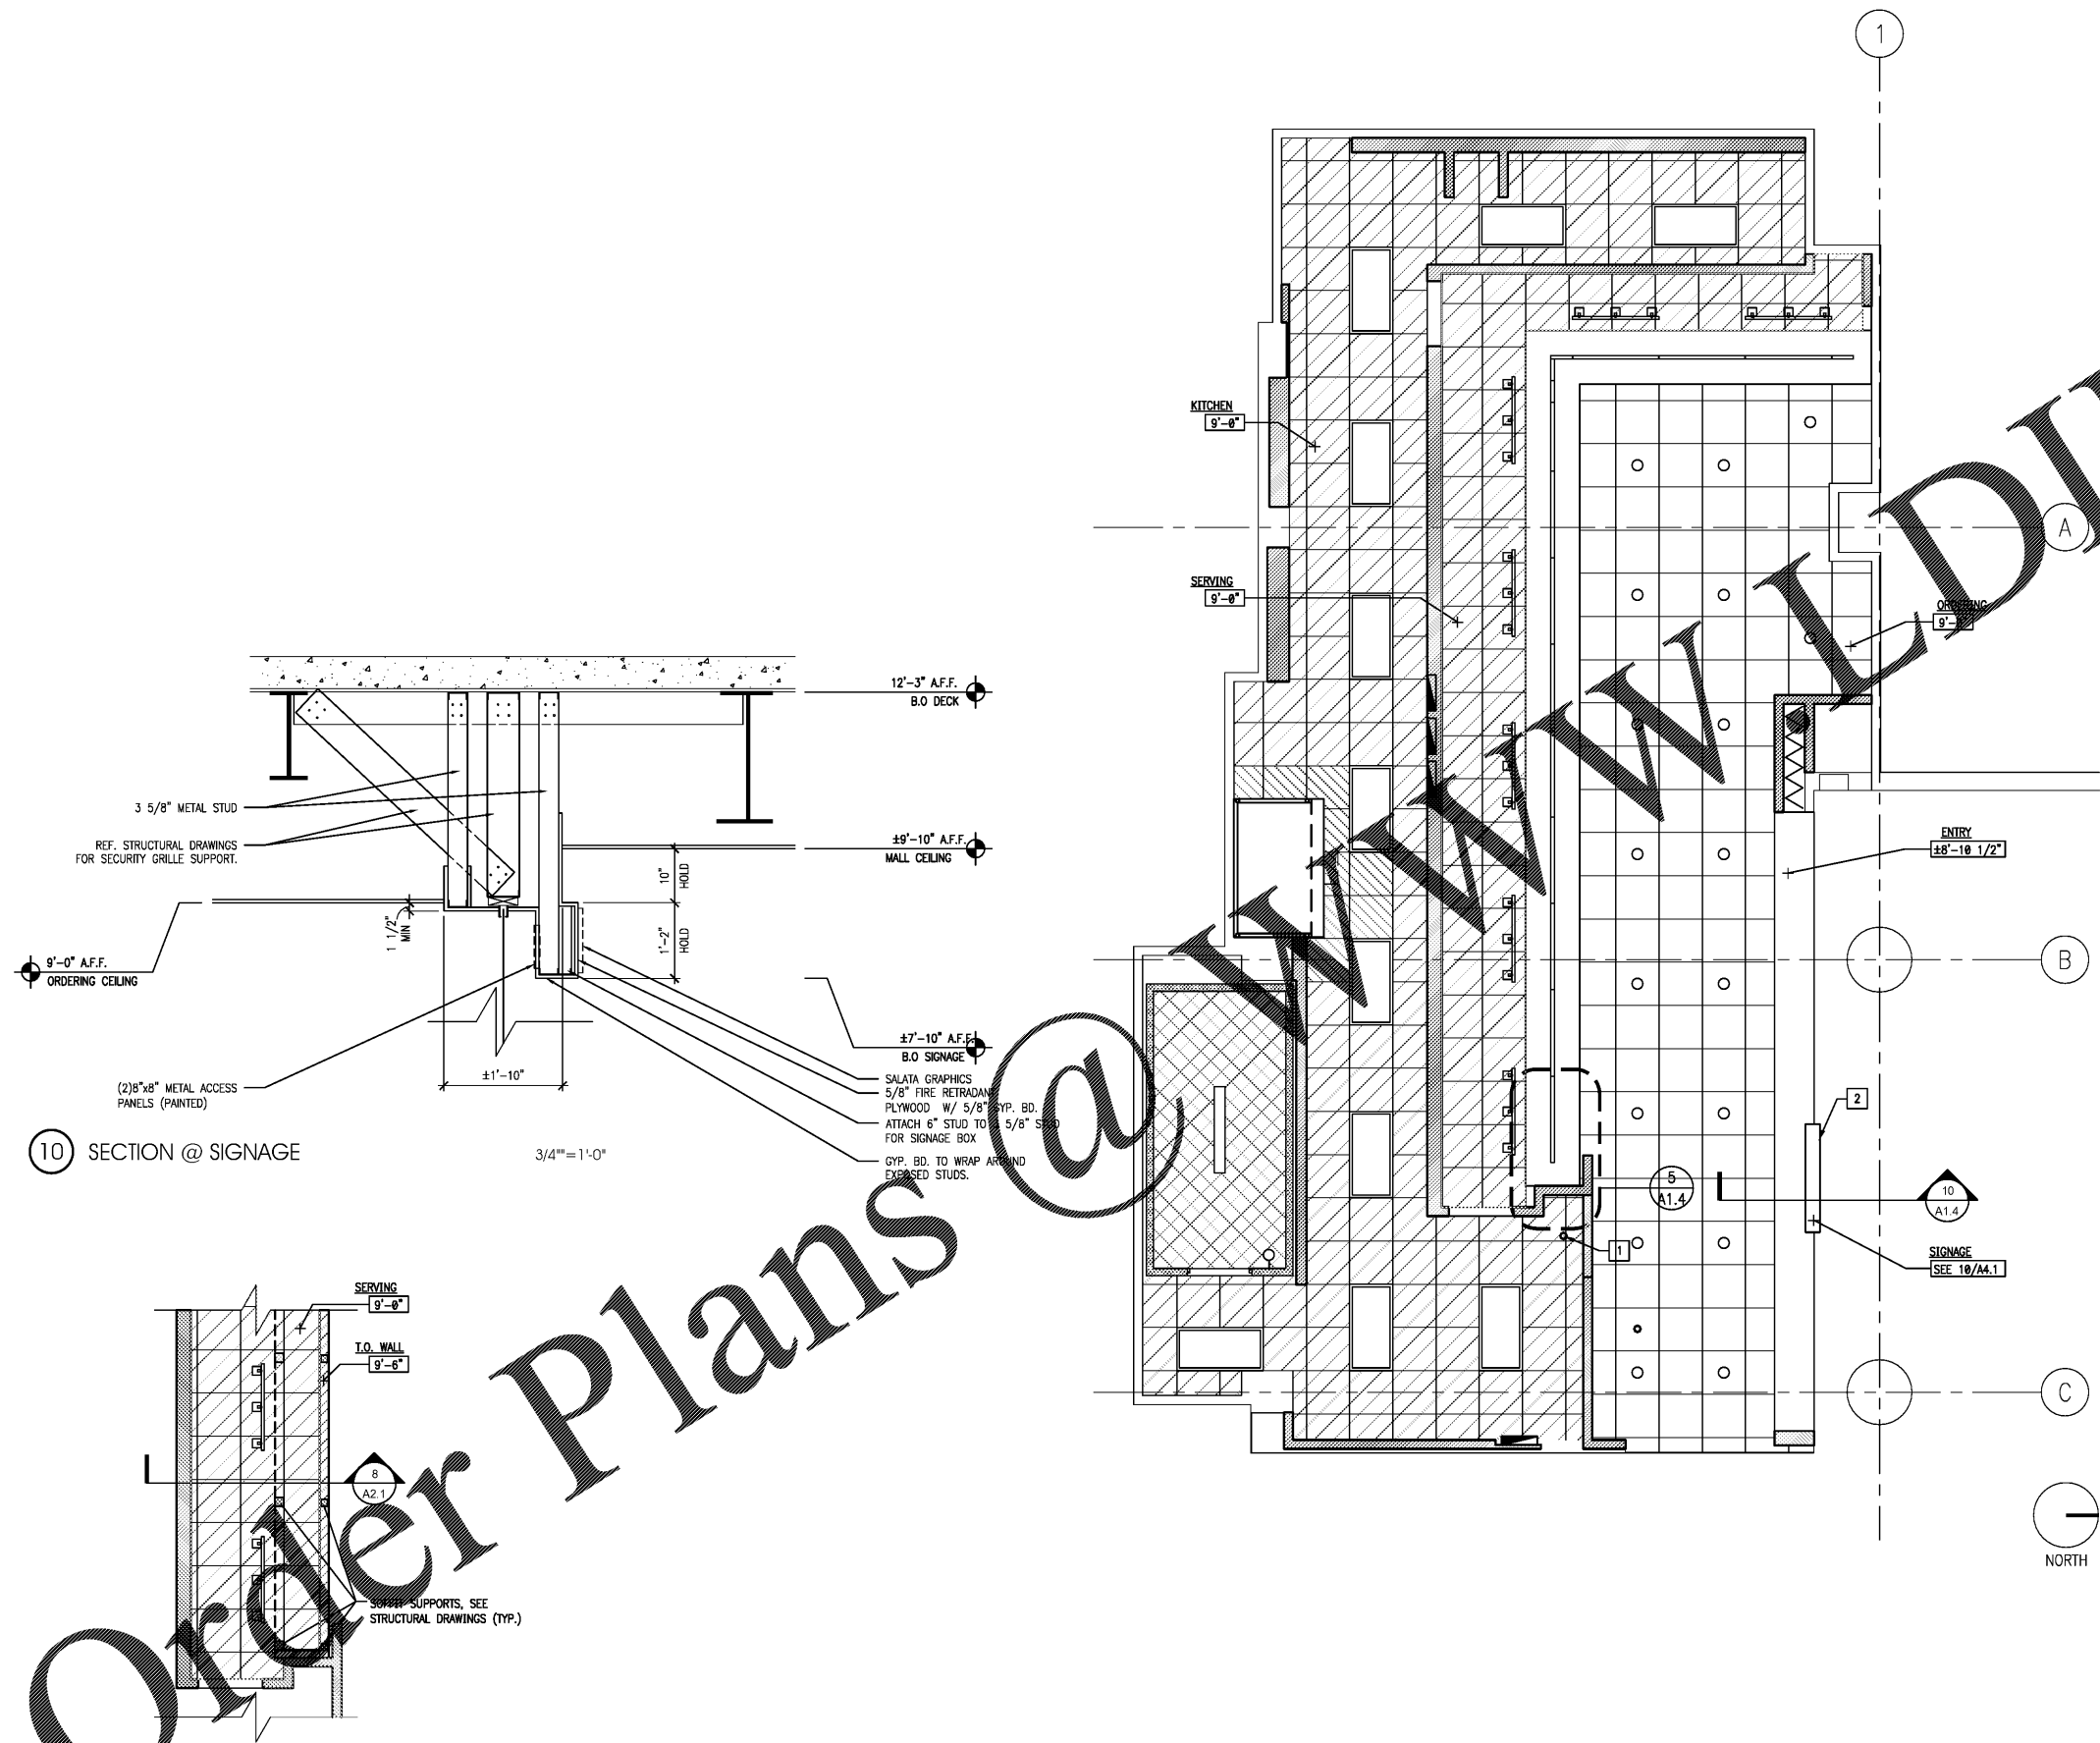 1
KITCHEN
9'-0"
A
SERVING
9'-0"
ORDERING
12'-3" A.F.F.
B.O DECK
3 5/8" METAL STUD
REF. STRUCTURAL DRAWINGS
FOR SECURITY GRILLE SUPPORT.
±9'-10" A.F.F.
MALL CEILING
10"
HOLD
1'-2"
HOLD
1 1/2"
MIN
ENTRY
±8'-10 1/2"
9'-0" A.F.F.
ORDERING CEILING
B
±7'-10" A.F.F.
B.O SIGNAGE
±1'-10"
(2)8"x8" METAL ACCESS
PANELS (PAINTED)
SALATA GRAPHICS
5/8" FIRE RETRADANT
PLYWOOD W/ 5/8" GYP. BD.
ATTACH 6" STUD TO 3 5/8" STUD
FOR SIGNAGE BOX
GYP. BD. TO WRAP AROUND
EXPOSED STUDS.
10 SECTION @ SIGNAGE
3/4""=1'-0"
2
5
A1.4
10
A1.4
1
SIGNAGE
SEE 10/A4.1
SERVING
9'-0"
T.O. WALL
9'-6"
C
8
A2.1
NORTH
SOFFIT SUPPORTS, SEE
STRUCTURAL DRAWINGS (TYP.)
Order Plans @ WWW.LDI